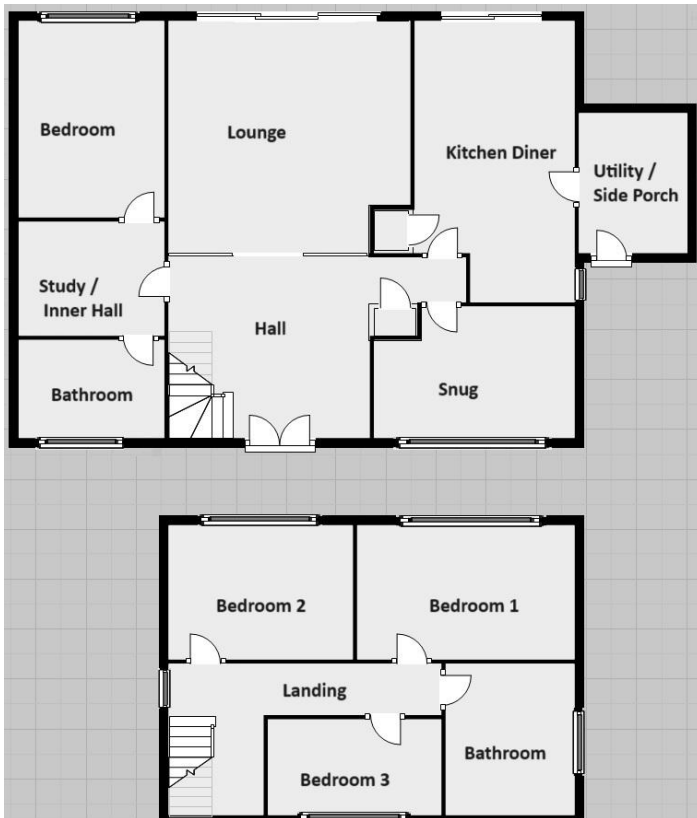 Bedroom
Lounge
Kitchen Diner
Utility /
Side Porch
Study /
Inner Hall
Hall
Bathroom
Snug
Bedroom 2
Bedroom 1
Landing
Bathroom
Bedroom 3